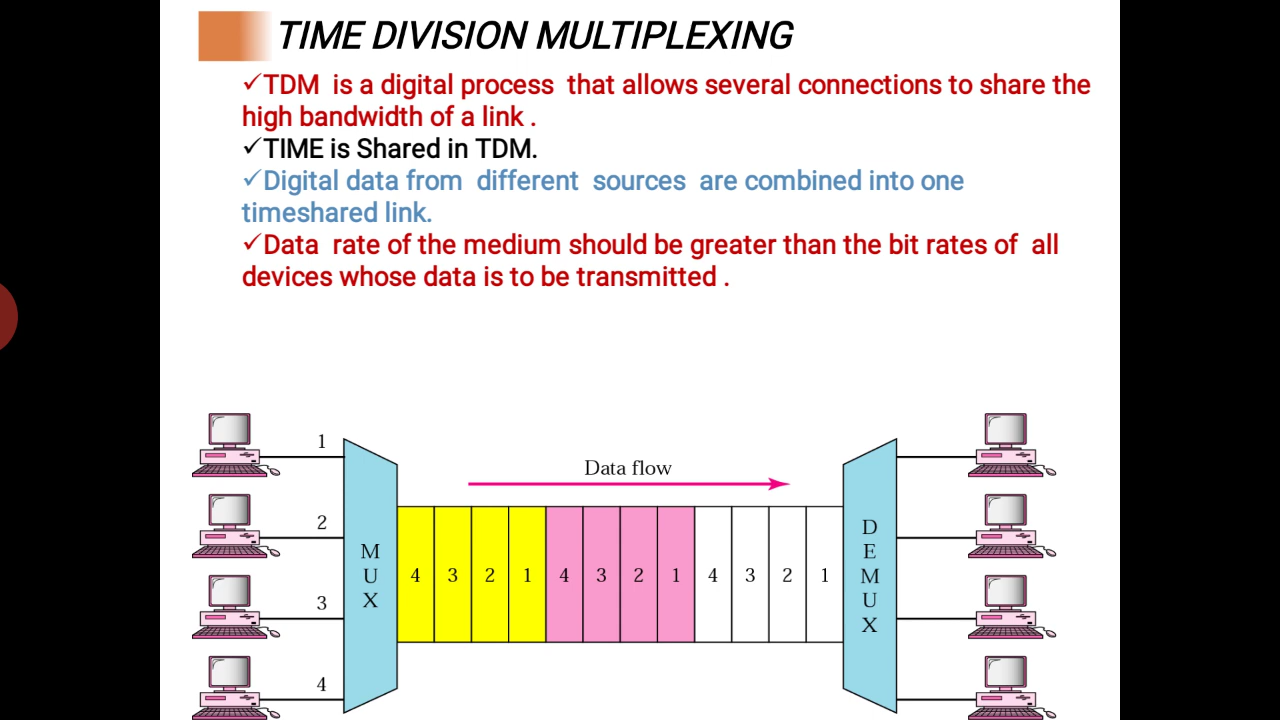 TIME DIVISION MULTIPLEXING
✓TDM is a digital process that allows several connections to share the
high bandwidth of a link .
✓TIME is Shared in TDM.
✓Digital data from different sources are combined into one
timeshared link.
✓Data rate of the medium should be greater than the bit rates of all
devices whose data is to be transmitted .
1
Data flow
2
3
4
M
U
X
4 3 2 1 4 3 2 1 4 3 2 1
D
E
M
U
X